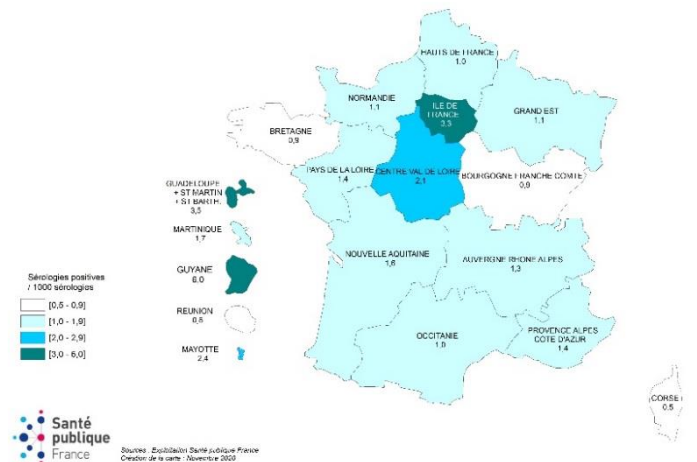 HAUTS DE FRANCE
1,0
NORMANDIE
1,1
ILE DE
FRANCE
3,3
GRAND EST
1,1
BRETAGNE
0,9
PAYS DE LA LOIRE
1,4
CENTRE VAL DE LOIRE
2,1
BOURGOGNE FRANCHE COMTE
0,9
GUADELOUPE
+ ST MARTIN
+ ST BARTH.
3,5
MARTINIQUE
1,7
GUYANE
6,0
REUNION
MAYOTTE
2,4
NOUVELLE AQUITAINE
1,6
AUVERGNE RHONE ALPES
1,3
OCCITANIE
1,0
PROVENCE ALPES
COTE D'AZUR
1,4
CORSE
0,5
Sérologies positives
/ 1000 sérologies
[0,5 - 0,9]
[1,0 - 1,9]
[2,0 - 2,9]
[3,0 - 6,0]
Santé
publique
France
Sources : Exploitation Santé publique France
Création de la carte : Novembre 2020